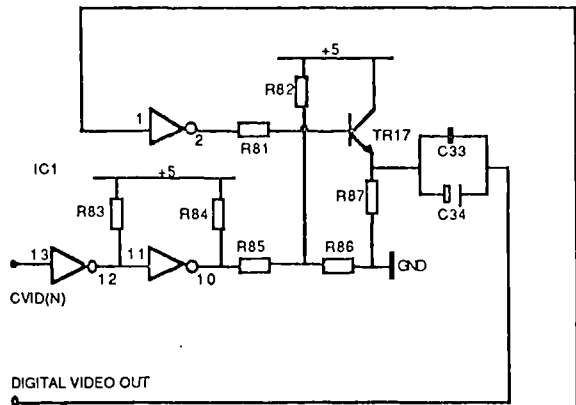 +5
R82
1
2
R81
TR17
C33
IC1
+5
R83
R84
R87
C34
13
12
11
10
R85
R86
GND
CVID(N)
DIGITAL VIDEO OUT